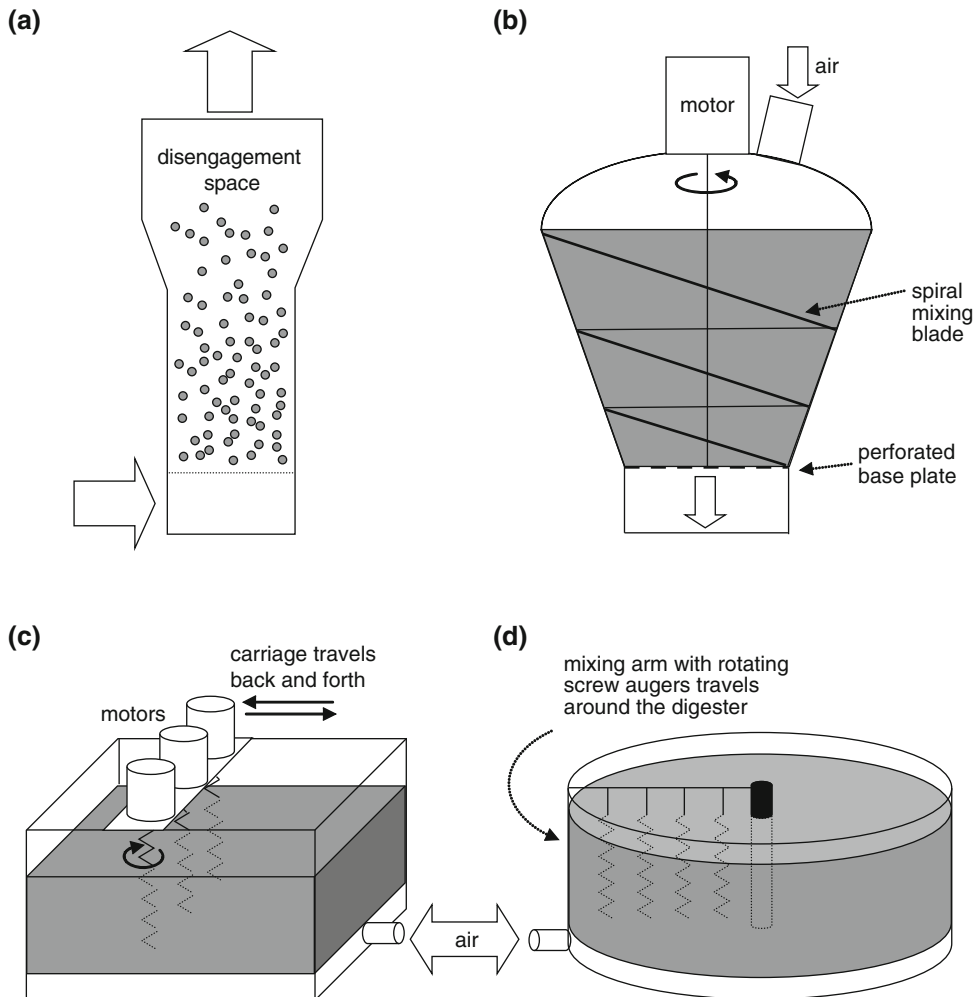 (a)
disengagement
space
(b)
motor
air
spiral
mixing
blade
perforated
base plate
(c)
carriage travels
back and forth
motors
(d)
mixing arm with rotating
screw augers travels
around the digester
air